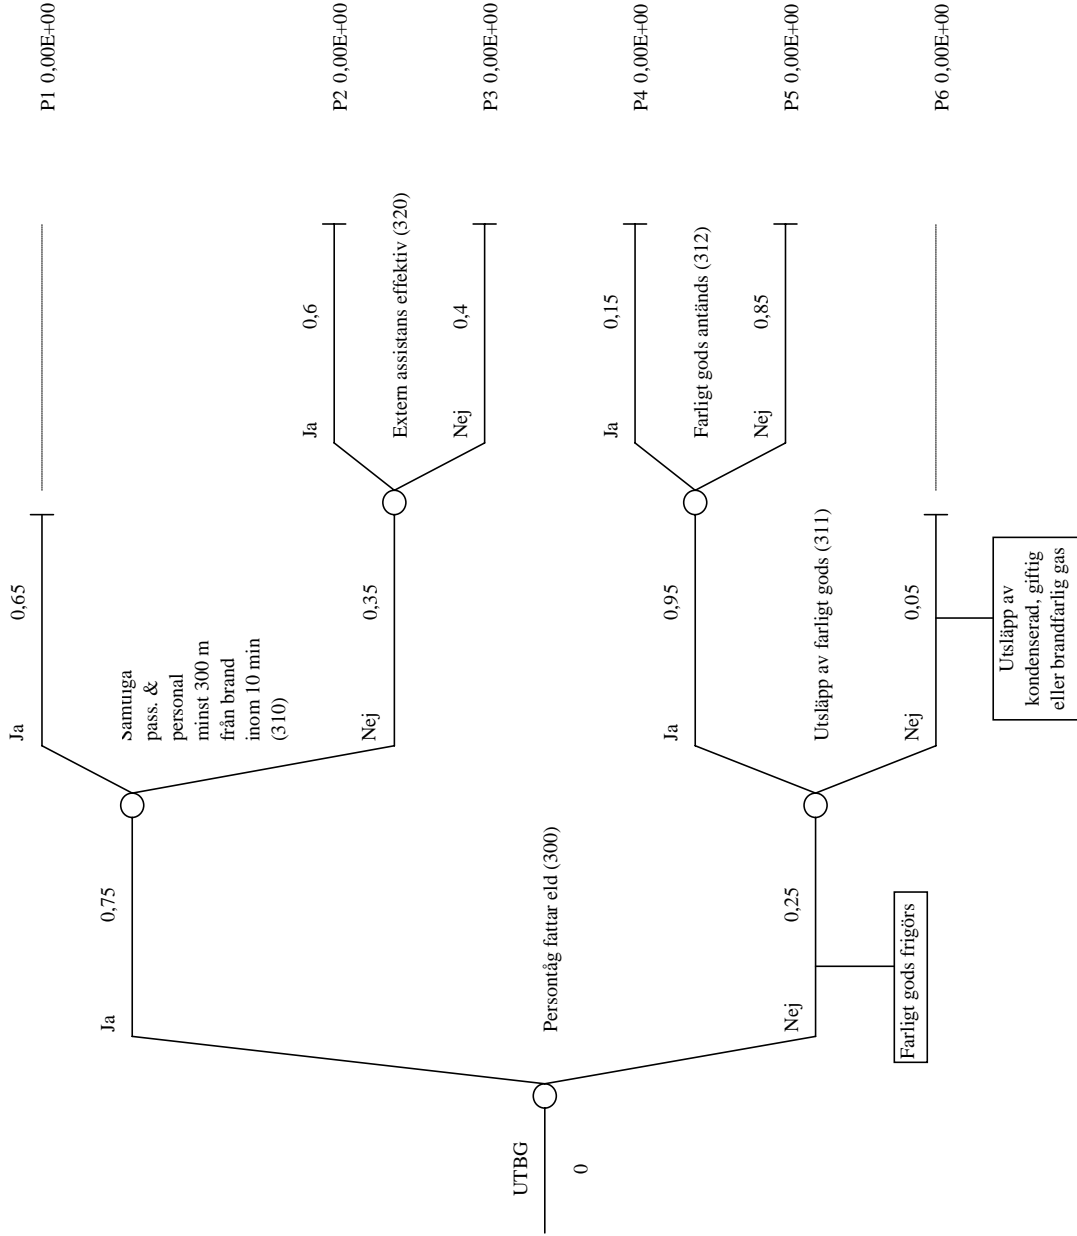 UTBG
0
Ja
0,75
Persontåg fattar eld (300)
Nej
0,25
Farligt gods frigörs
Ja
0,65
pass. &
personal
minst 300 m
från brand
inom 10 min
(310)
Nej
0,35
Ja
0,95
Utsläpp av farligt gods (311)
Nej
0,05
Utsläpp av
kondenserad, giftig
eller brandfarlig gas
Ja
0,6
Extern assistans effektiv (320)
Nej
0,4
Ja
0,15
Farligt gods antänds (312)
Nej
0,85
P1 0,00E+00
P2 0,00E+00
P3 0,00E+00
P4 0,00E+00
P5 0,00E+00
P6 0,00E+00